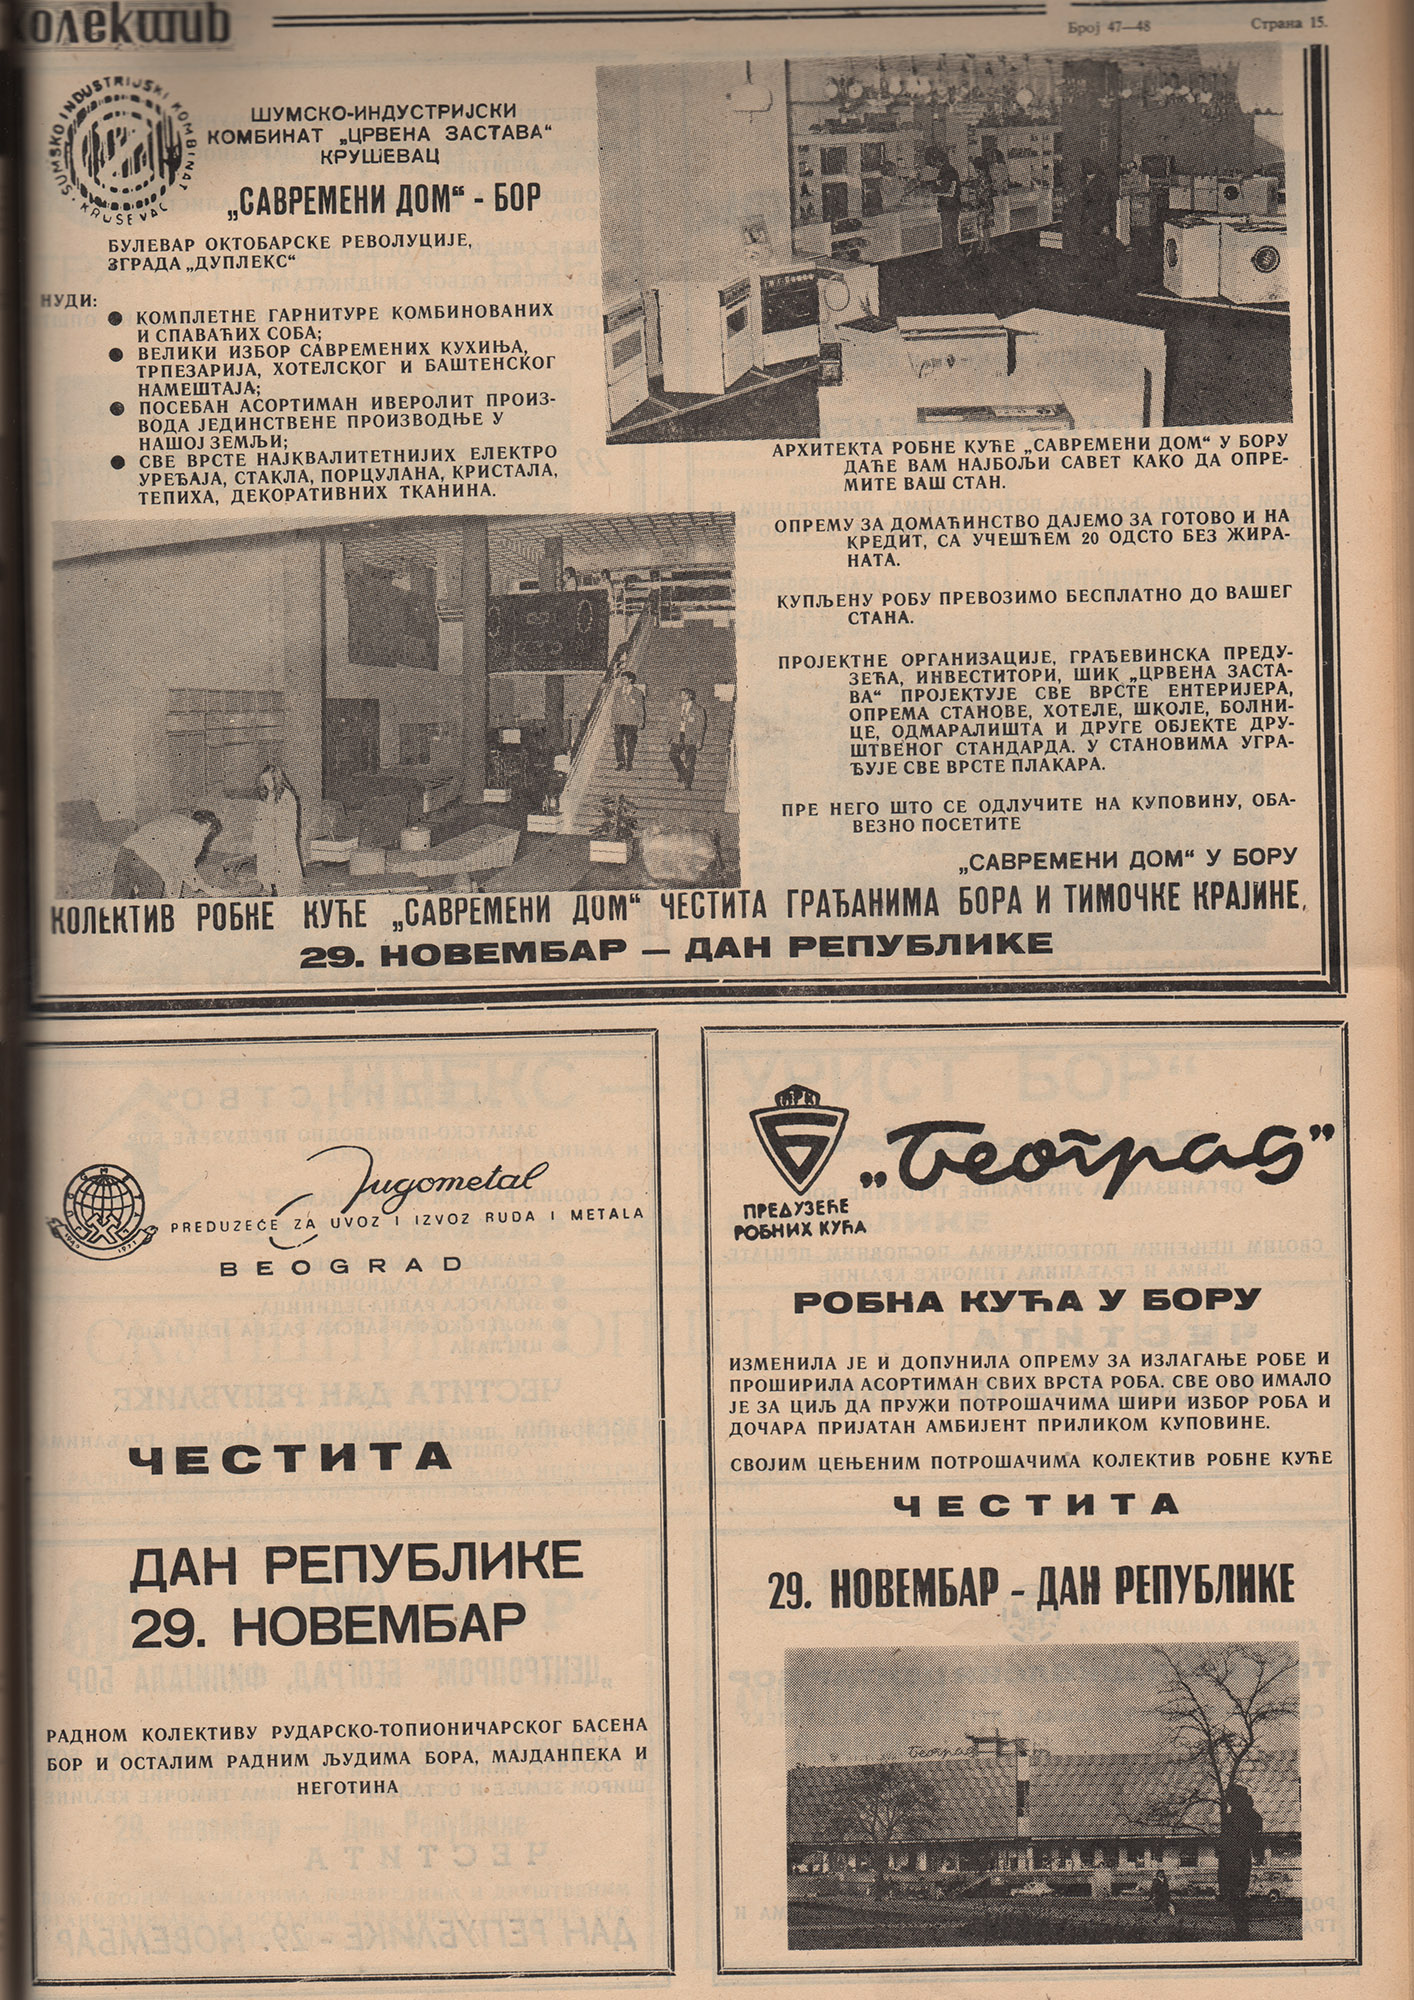 колектив
Број 47—48
Страна 15.
ŠUMSKO INDUSTRIJSKI KOMBINAT
KRUŠEVAC
ШУМСКО-ИНДУСТРИЈСКИ
КОМБИНАТ „ЦРВЕНА ЗАСТАВА“
КРУШЕВАЦ
„САВРЕМЕНИ ДОМ“ - БОР
БУЛЕВАР ОКТОБАРСКЕ РЕВОЛУЦИЈЕ,
ЗГРАДА „ДУПЛЕКС“
НУДИ:
● КОМПЛЕТНЕ ГАРНИТУРЕ КОМБИНОВАНИХ
И СПАВАЋИХ СОБА;
● ВЕЛИКИ ИЗБОР САВРЕМЕНИХ КУХИЊА,
ТРПЕЗАРИЈА, ХОТЕЛСКОГ И БАШТЕНСКОГ
НАМЕШТАЈА;
● ПОСЕБАН АСОРТИМАН ИВЕРОЛИТ ПРОИЗ-
ВОДА ЈЕДИНСТВЕНЕ ПРОИЗВОДЊЕ У
НАШОЈ ЗЕМЉИ;
● СВЕ ВРСТЕ НАЈКВАЛИТЕТНИЈИХ ЕЛЕКТРО
УРЕЂАЈА, СТАКЛА, ПОРЦУЛАНА, КРИСТАЛА,
ТЕПИХА, ДЕКОРАТИВНИХ ТКАНИНА.
АРХИТЕКТА РОБНЕ КУЋЕ „САВРЕМЕНИ ДОМ“ У БОРУ
ДАЋЕ ВАМ НАЈБОЉИ САВЕТ КАКО ДА ОПРЕ-
МИТЕ ВАШ СТАН.
ОПРЕМУ ЗА ДОМАЋИНСТВО ДАЈЕМО ЗА ГОТОВО И НА
КРЕДИТ, СА УЧЕШЋЕМ 20 ОДСТО БЕЗ ЖИРА-
НАТА.
КУПЉЕНУ РОБУ ПРЕВОЗИМО БЕСПЛАТНО ДО ВАШЕГ
СТАНА.
ПРОЈЕКТНЕ ОРГАНИЗАЦИЈЕ, ГРАЂЕВИНСКА ПРЕДУ-
ЗЕЋА, ИНВЕСТИТОРИ, ШИК „ЦРВЕНА ЗАСТА-
ВА“ ПРОЈЕКТУЈЕ СВЕ ВРСТЕ ЕНТЕРИЈЕРА,
ОПРЕМА СТАНОВЕ, ХОТЕЛЕ, ШКОЛЕ, БОЛНИ-
ЦЕ, ОДМАРАЛИШТА И ДРУГЕ ОБЈЕКТЕ ДРУ-
ШТВЕНОГ СТАНДАРДА. У СТАНОВИМА УГРА-
ЂУЈЕ СВЕ ВРСТЕ ПЛАКАРА.
ПРЕ НЕГО ШТО СЕ ОДЛУЧИТЕ НА КУПОВИНУ, ОБА-
ВЕЗНО ПОСЕТИТЕ
„САВРЕМЕНИ ДОМ“ У БОРУ
КОЛЕКТИВ РОБНЕ КУЋЕ „САВРЕМЕНИ ДОМ“ ЧЕСТИТА ГРАЂАНИМА БОРА И ТИМОЧКЕ КРАЈИНЕ,
29. НОВЕМБАР — ДАН РЕПУБЛИКЕ
Jugometal
PREDUZEĆE ZA UVOZ I IZVOZ RUDA I METALA
BEOGRAD
ЧЕСТИТА
ДАН РЕПУБЛИКЕ
29. НОВЕМБАР
РАДНОМ КОЛЕКТИВУ РУДАРСКО-ТОПИОНИЧАРСКОГ БАСЕНА
БОР И ОСТАЛИМ РАДНИМ ЉУДИМА БОРА, МАЈДАНПЕКА И
НЕГОТИНА
ПРК
Б
ПРЕДУЗЕЋЕ
РОБНИХ КУЋА
„Београд”
РОБНА КУЋА У БОРУ
ИЗМЕНИЛА ЈЕ И ДОПУНИЛА ОПРЕМУ ЗА ИЗЛАГАЊЕ РОБЕ И
ПРОШИРИЛА АСОРТИМАН СВИХ ВРСТА РОБА. СВЕ ОВО ИМАЛО
ЈЕ ЗА ЦИЉ ДА ПРУЖИ ПОТРОШАЧИМА ШИРИ ИЗБОР РОБА И
ДОЧАРА ПРИЈАТАН АМБИЈЕНТ ПРИЛИКОМ КУПОВИНЕ.
СВОЈИМ ЦЕЊЕНИМ ПОТРОШАЧИМА КОЛЕКТИВ РОБНЕ КУЋЕ
ЧЕСТИТА
29. НОВЕМБАР - ДАН РЕПУБЛИКЕ
Београд